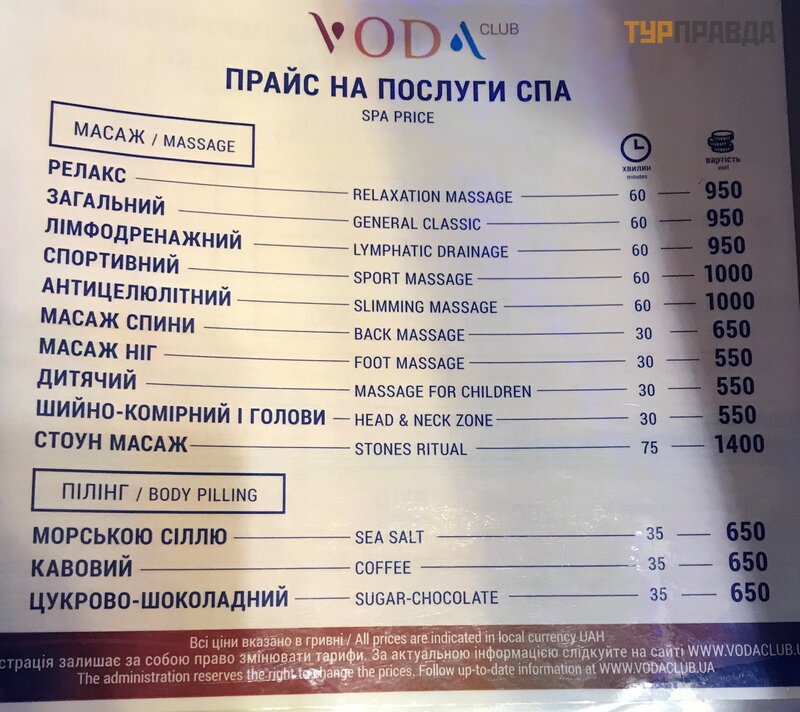 VODA CLUB
ТУРПРАВДА
ПРАЙС НА ПОСЛУГИ СПА
SPA PRICE
МАСАЖ / MASSAGE
хвилин minutes
вартість cost
РЕЛАКС RELAXATION MASSAGE 60 950
ЗАГАЛЬНИЙ GENERAL CLASSIC 60 950
ЛІМФОДРЕНАЖНИЙ LYMPHATIC DRAINAGE 60 950
СПОРТИВНИЙ SPORT MASSAGE 60 1000
АНТИЦЕЛЮЛІТНИЙ SLIMMING MASSAGE 60 1000
МАСАЖ СПИНИ BACK MASSAGE 30 650
МАСАЖ НІГ FOOT MASSAGE 30 550
ДИТЯЧИЙ MASSAGE FOR CHILDREN 30 550
ШИЙНО-КОМІРНИЙ І ГОЛОВИ HEAD & NECK ZONE 30 550
СТОУН МАСАЖ STONES RITUAL 75 1400
ПІЛІНГ / BODY PILLING
МОРСЬКОЮ СІЛЛЮ SEA SALT 35 650
КАВОВИЙ COFFEE 35 650
ЦУКРОВО-ШОКОЛАДНИЙ SUGAR-CHOCOLATE 35 650
Всі ціни вказано в гривні / All prices are indicated in local currency UAH
страція залишає за собою право змінювати тарифи. За актуальною інформацією слідкуйте на сайті WWW.VODACLUB.U
The administration reserves the right to change the prices. Follow up-to-date information at WWW.VODACLUB.UA